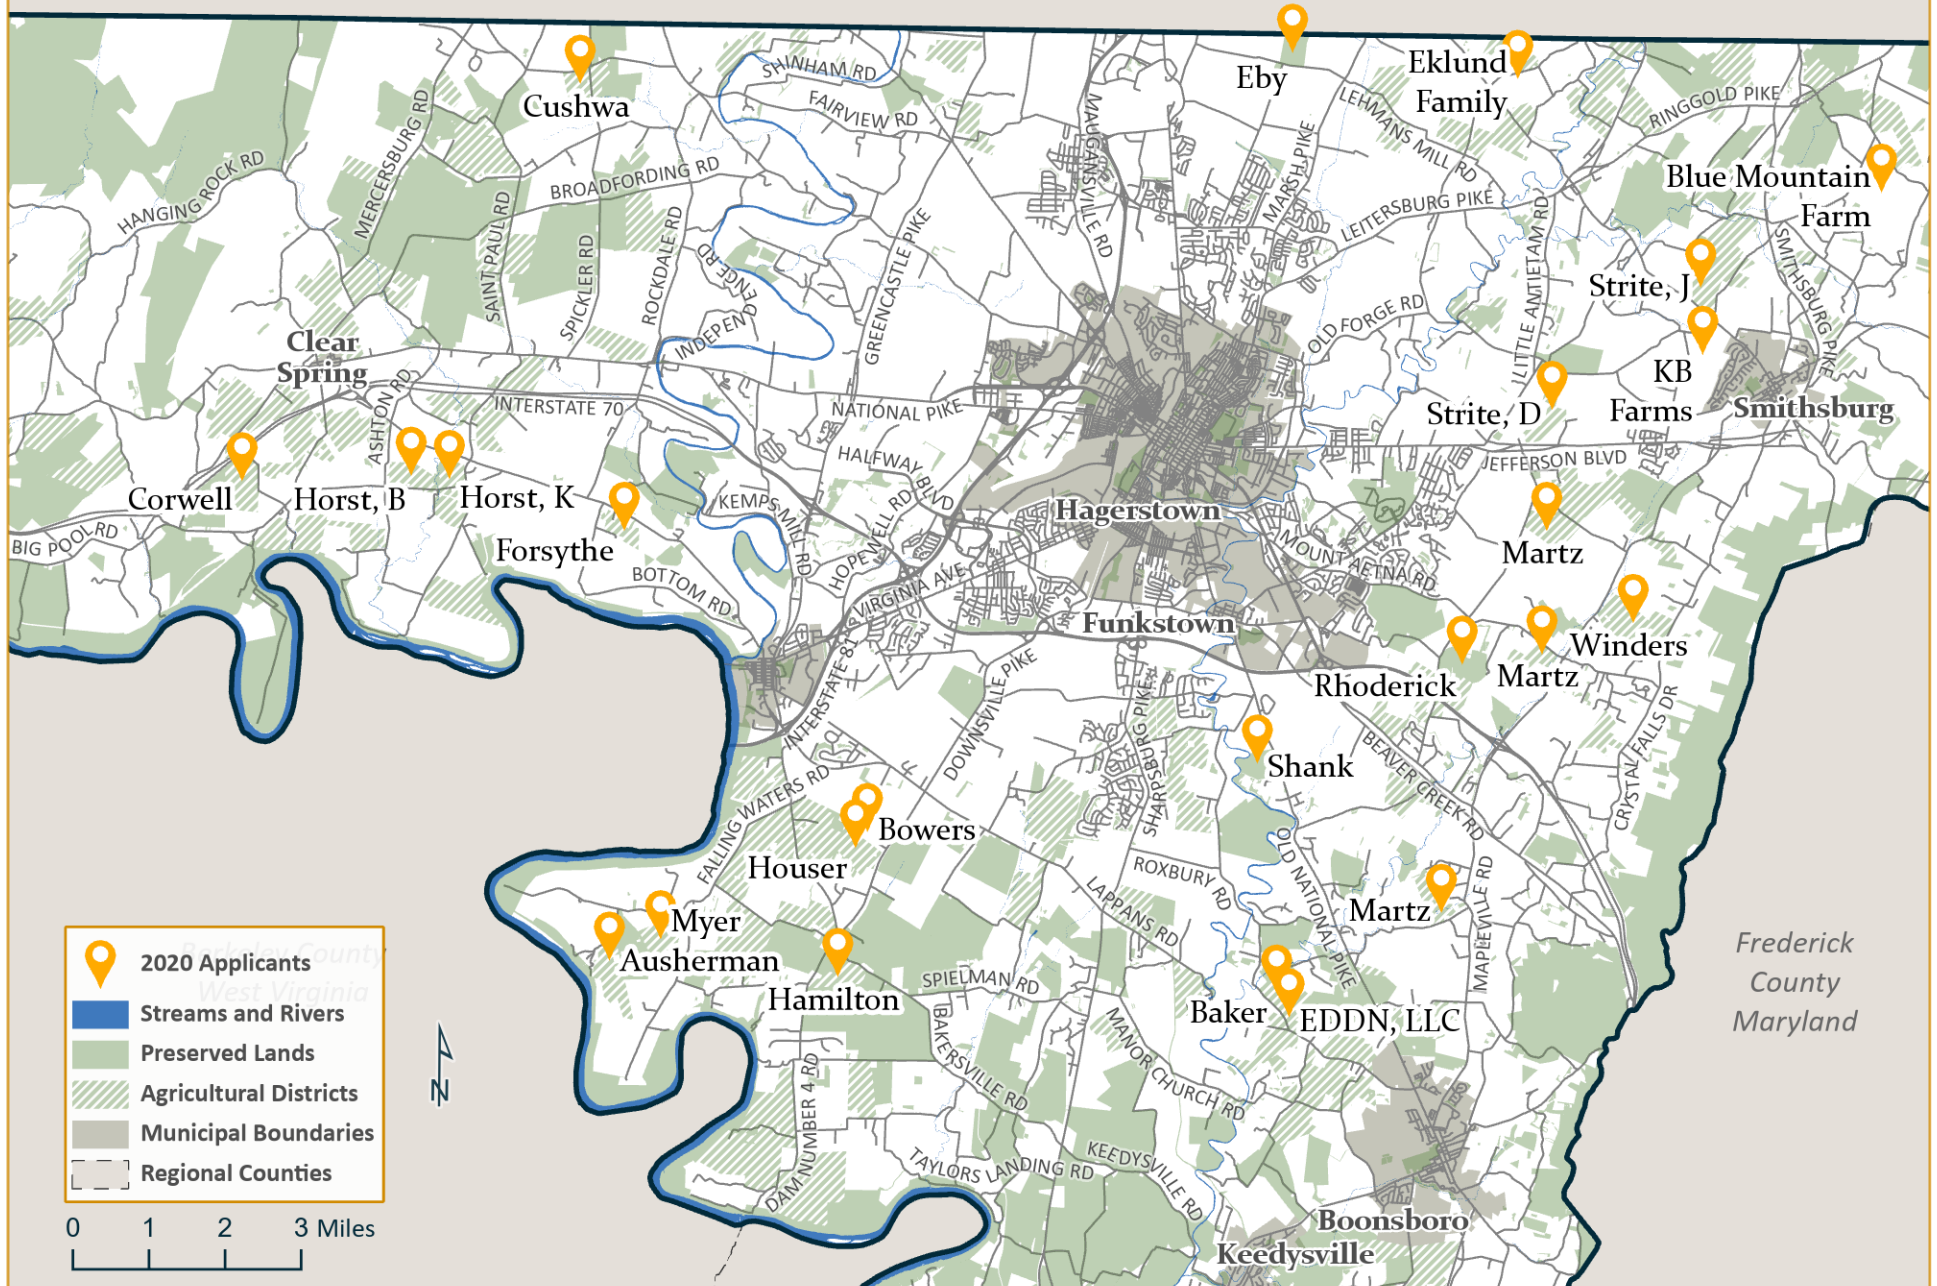 Eby
Eklund
Family
Cushwa
SHINHAM RD
FAIRVIEW RD
MERCERSBURG RD
MAUGANSVILLE RD
LEHMANS MILL RD
RINGGOLD PIKE
HANGING ROCK RD
BROADFORDING RD
SAINT PAUL RD
SPICKLER RD
ROCKDALE RD
INDEPENDENCE RD
GREENCASTLE PIKE
MARSH PIKE
LEITERSBURG PIKE
LITTLE ANTIETAM RD
Blue Mountain
Farm
SMITHSBURG PIKE
Strite, J
OLD FORGE RD
Clear
Spring
KB
Farms
Strite, D
Smithsburg
INTERSTATE 70
NATIONAL PIKE
ASHTON RD
HALFWAY BLVD
JEFFERSON BLVD
Corwell
Horst, B
Horst, K
Forsythe
KEMPS MILL RD
HOPEWELL RD
Hagerstown
BIG POOL RD
BOTTOM RD
VIRGINIA AVE
MOUNT AETNA RD
Martz
Funkstown
Winders
Martz
Rhoderick
INTERSTATE 81
DOWNSVILLE PIKE
SHARPSBURG PIKE
Shank
BEAVER CREEK RD
CRYSTAL FALLS DR
FALLING WATERS RD
Bowers
Houser
ROXBURY RD
LAPPANS RD
OLD NATIONAL PIKE
Martz
MAPLEVILLE RD
Myer
Ausherman
Hamilton
SPIELMAN RD
Baker
EDDN, LLC
Frederick
County
Maryland
BAKERSVILLE RD
MANOR CHURCH RD
DAM NUMBER 4 RD
TAYLORS LANDING RD
KEEDYSVILLE RD
Boonsboro
Keedysville
Berkeley County
West Virginia
2020 Applicants
Streams and Rivers
Preserved Lands
Agricultural Districts
Municipal Boundaries
Regional Counties
N
0 1 2 3 Miles